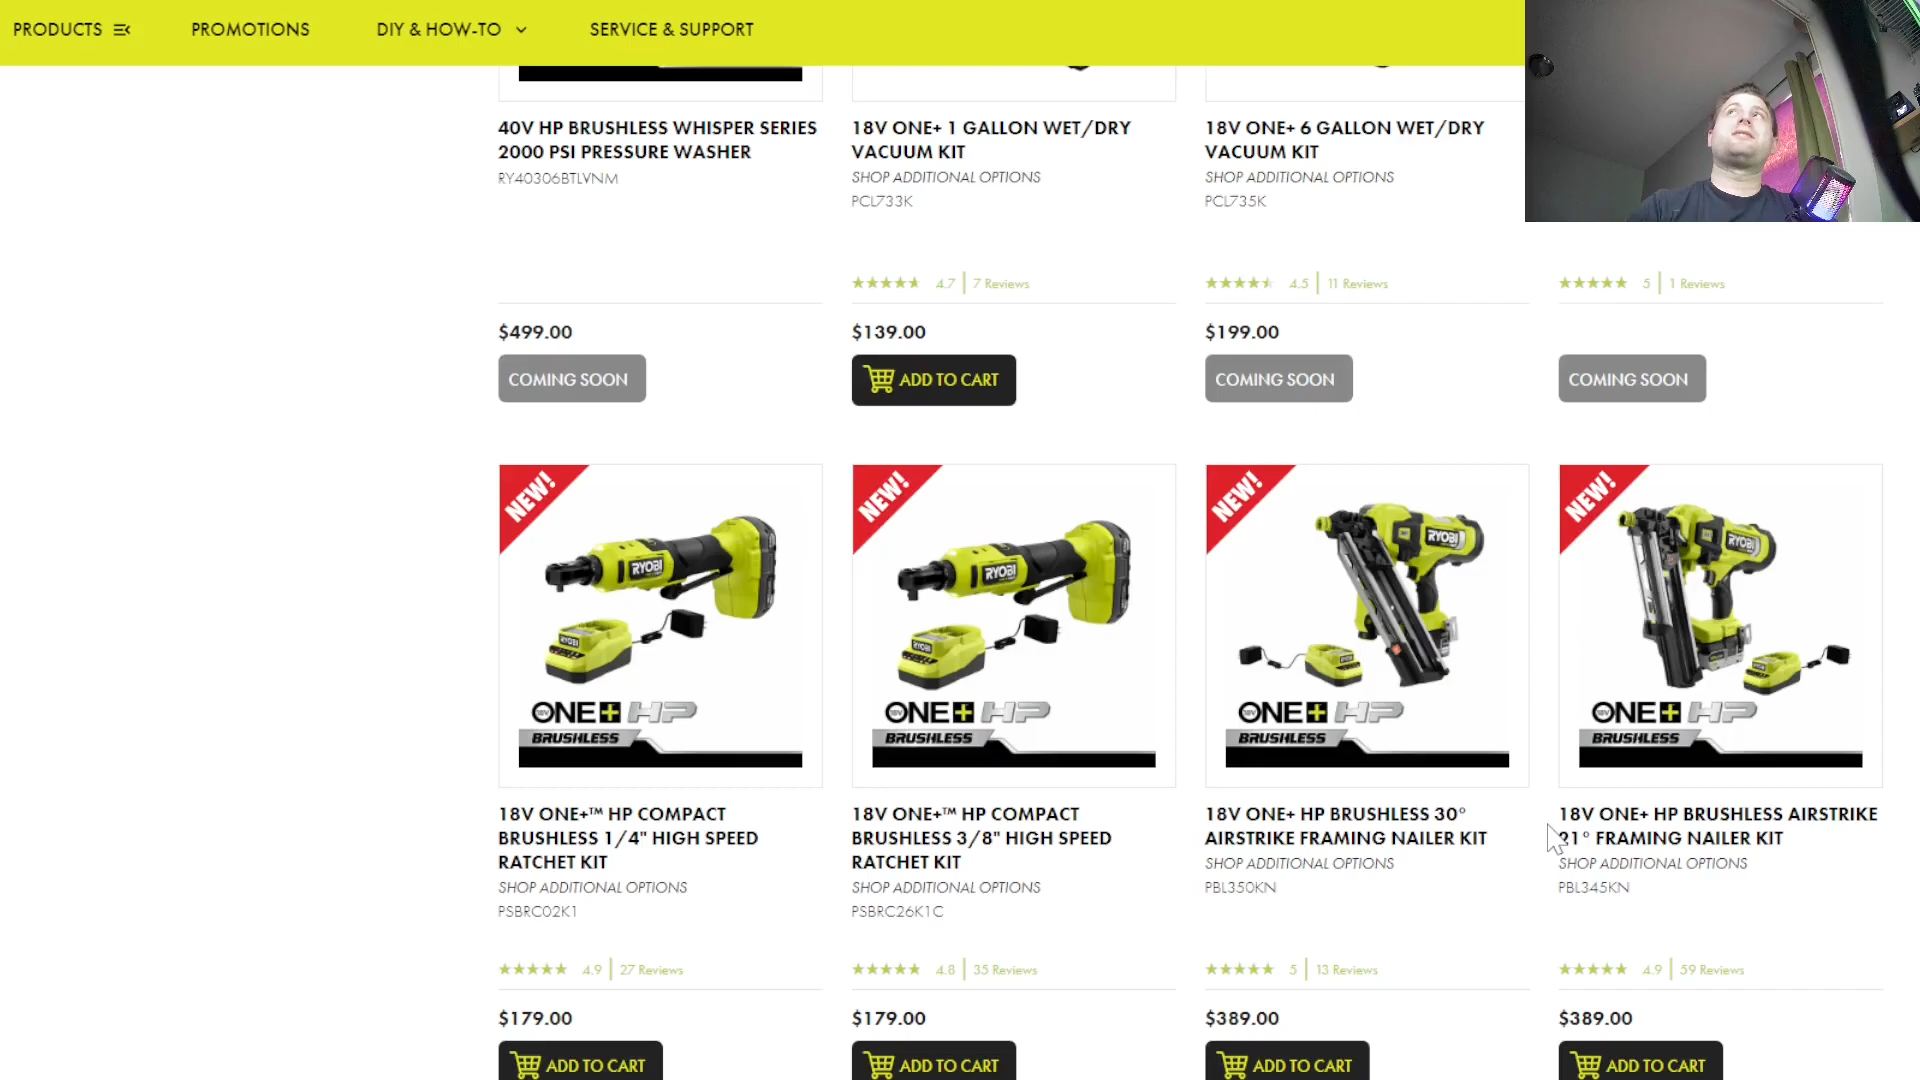 PRODUCTS
PROMOTIONS
DIY & HOW-TO
SERVICE & SUPPORT
40V HP BRUSHLESS WHISPER SERIES
2000 PSI PRESSURE WASHER
RY40306BTLVNM
$499.00
COMING SOON
18V ONE+ 1 GALLON WET/DRY
VACUUM KIT
SHOP ADDITIONAL OPTIONS
PCL733K
4.7 | 7 Reviews
$139.00
ADD TO CART
18V ONE+ 6 GALLON WET/DRY
VACUUM KIT
SHOP ADDITIONAL OPTIONS
PCL735K
4.5 | 11 Reviews
$199.00
COMING SOON
5 | 1 Reviews
COMING SOON
NEW!
RYOBI
RYOBI
18V ONE+ HP
BRUSHLESS
18V ONE+™ HP COMPACT
BRUSHLESS 1/4" HIGH SPEED
RATCHET KIT
SHOP ADDITIONAL OPTIONS
PSBRC02K1
4.9 | 27 Reviews
$179.00
ADD TO CART
NEW!
RYOBI
RYOBI
18V ONE+ HP
BRUSHLESS
18V ONE+™ HP COMPACT
BRUSHLESS 3/8" HIGH SPEED
RATCHET KIT
SHOP ADDITIONAL OPTIONS
PSBRC26K1C
4.8 | 35 Reviews
$179.00
ADD TO CART
NEW!
RYOBI
RYOBI
18V ONE+ HP
BRUSHLESS
18V ONE+ HP BRUSHLESS 30°
AIRSTRIKE FRAMING NAILER KIT
SHOP ADDITIONAL OPTIONS
PBL350KN
5 | 13 Reviews
$389.00
ADD TO CART
NEW!
RYOBI
RYOBI
18V ONE+ HP
BRUSHLESS
18V ONE+ HP BRUSHLESS AIRSTRIKE
21° FRAMING NAILER KIT
SHOP ADDITIONAL OPTIONS
PBL345KN
4.9 | 59 Reviews
$389.00
ADD TO CART